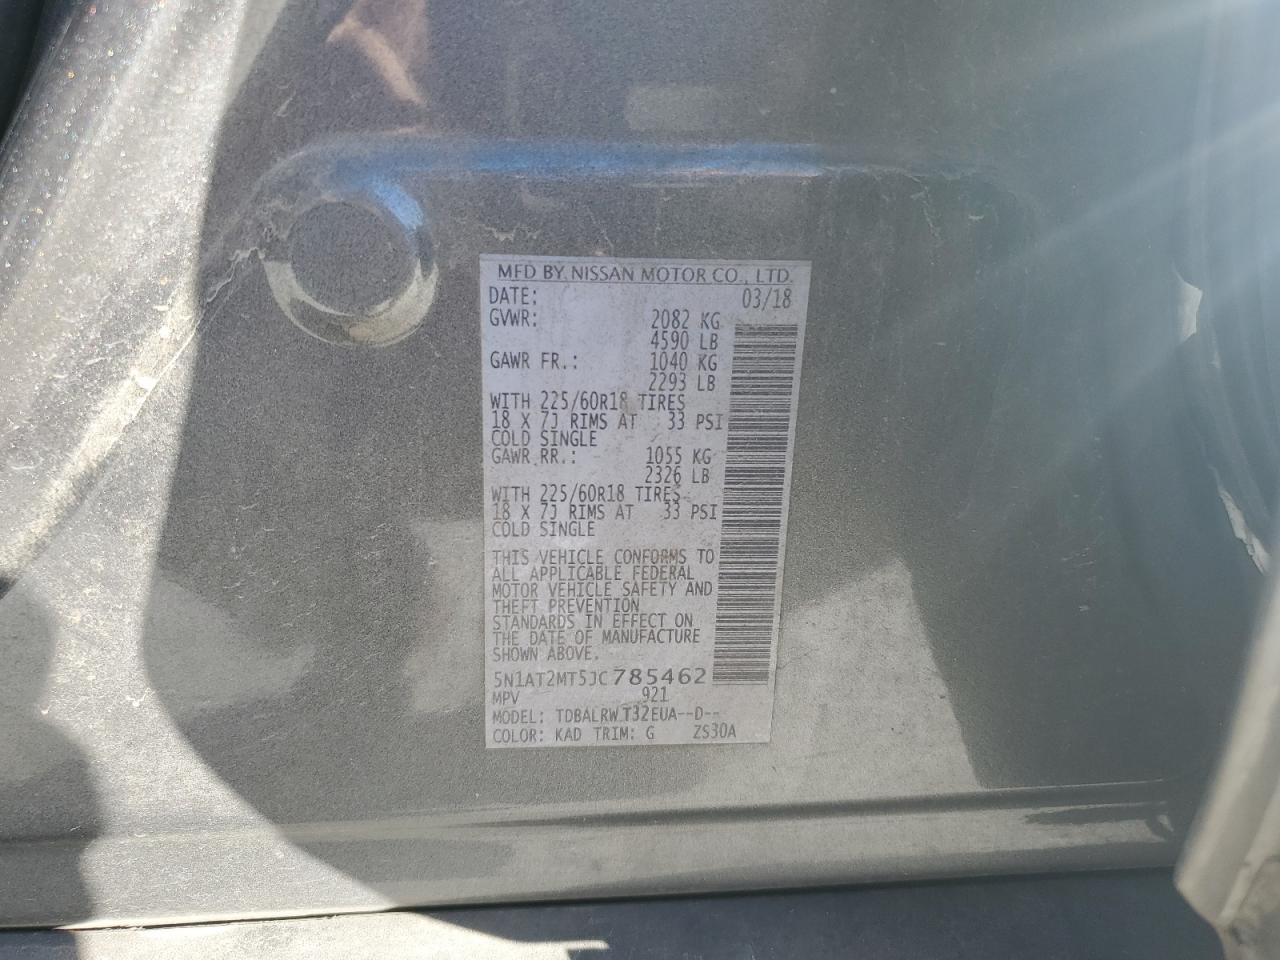 MFD BY NISSAN MOTOR CO., LTD.
DATE: 03/18
GVWR: 2082 KG
4590 LB
GAWR FR.: 1040 KG
2293 LB
WITH 225/60R18 TIRES
18 X 7J RIMS AT 33 PSI
COLD SINGLE
GAWR RR.: 1055 KG
2326 LB
WITH 225/60R18 TIRES
18 X 7J RIMS AT 33 PSI
COLD SINGLE
THIS VEHICLE CONFORMS TO
ALL APPLICABLE FEDERAL
MOTOR VEHICLE SAFETY AND
THEFT PREVENTION
STANDARDS IN EFFECT ON
THE DATE OF MANUFACTURE
SHOWN ABOVE.
5N1AT2MT5JC785462
MPV 921
MODEL: TDBALRWT32EUA--D--
COLOR: KAD TRIM: G ZS30A